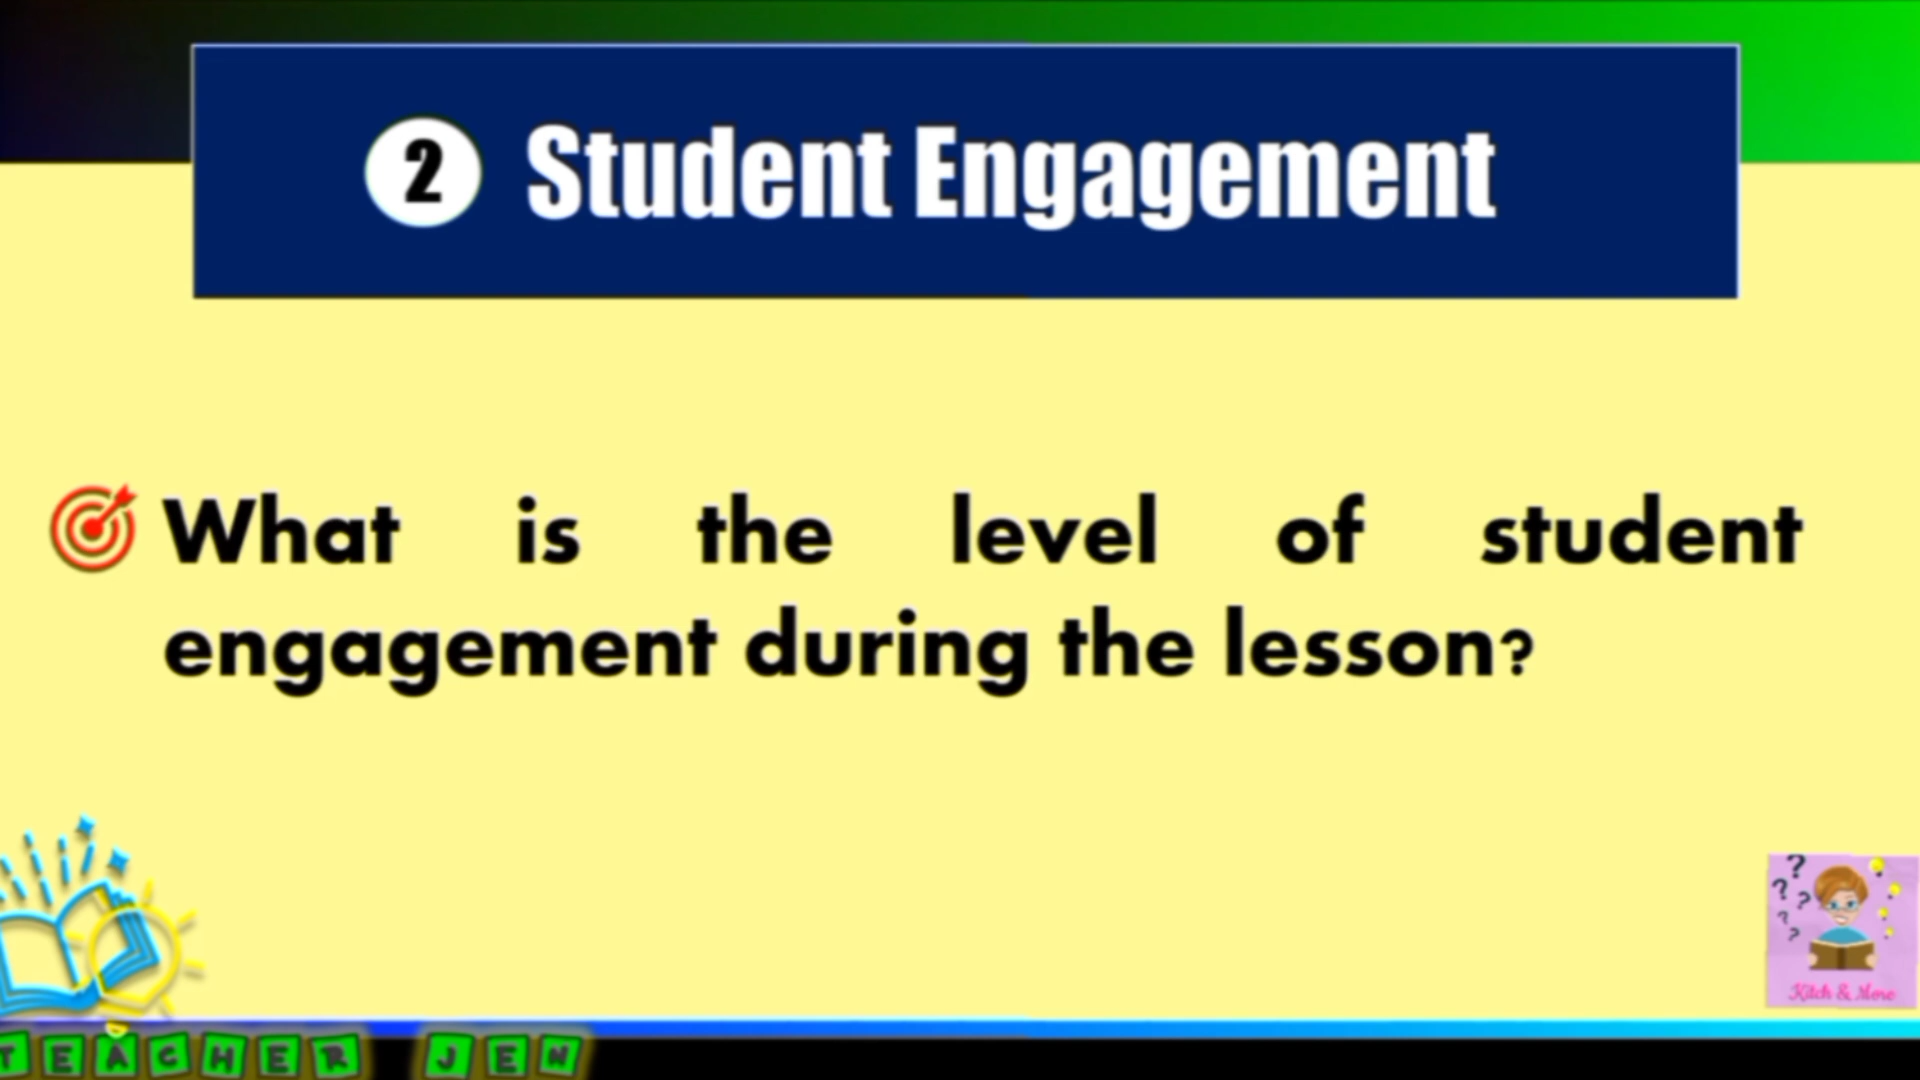 2 Student Engagement
What is the level of student
engagement during the lesson?
Kitch & More
TEACHER JEN